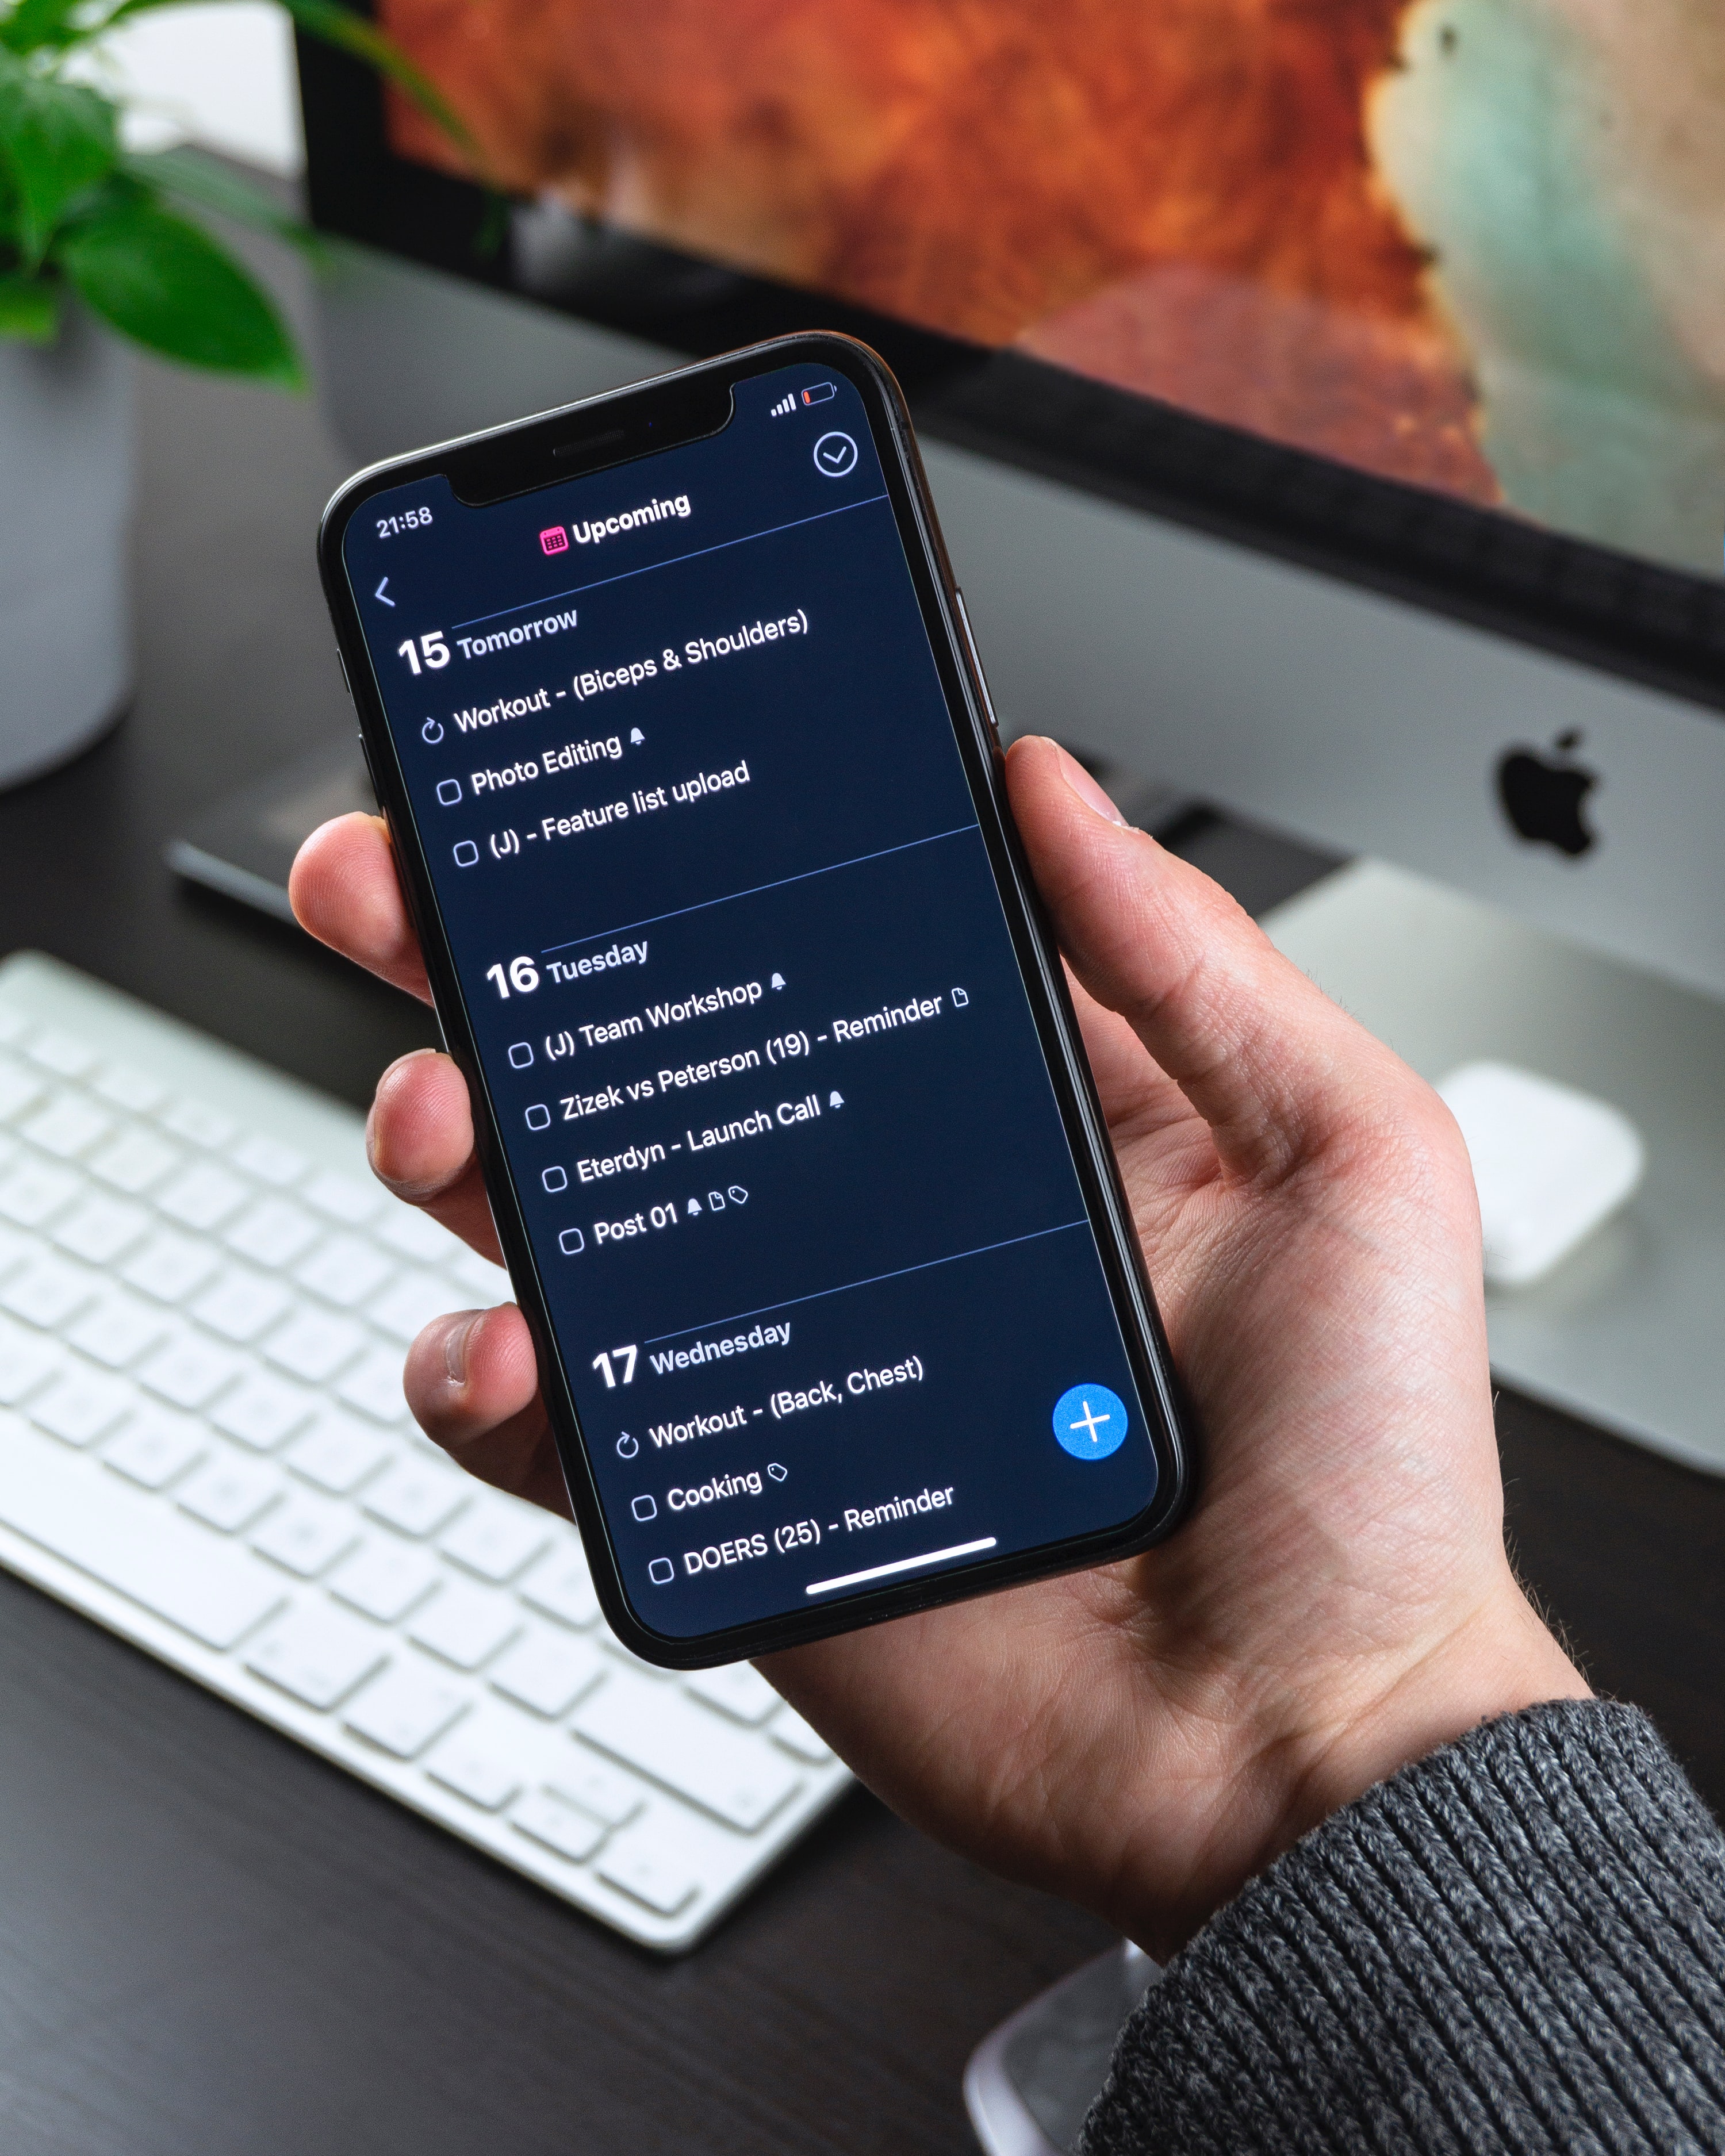 21:58
Upcoming
15 Tomorrow
Workout - (Biceps & Shoulders)
Photo Editing
(J) - Feature list upload
16 Tuesday
(J) Team Workshop
Zizek vs Peterson (19) - Reminder
Eterdyn - Launch Call
Post 01
17 Wednesday
Workout - (Back, Chest)
Cooking
DOERS (25) - Reminder